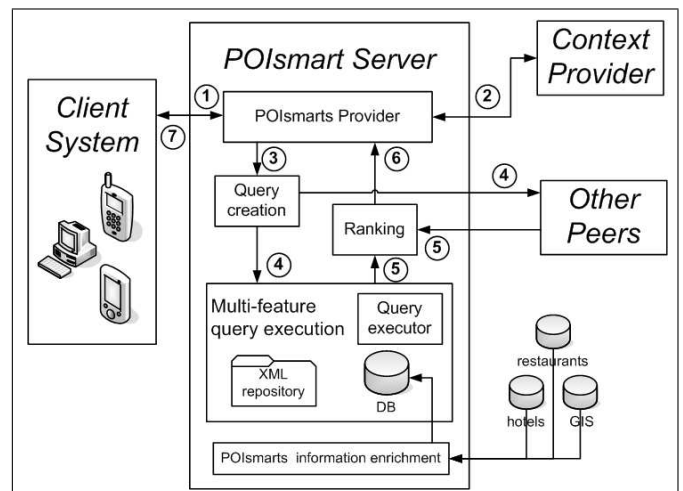 POIsmart Server
Context
Provider
Client
System
1
7
POIsmarts Provider
2
3
6
Query
creation
4
Other
Peers
Ranking
5
4
5
Multi-feature
query execution
Query
executor
XML
repository
DB
restaurants
hotels
GIS
POIsmarts information enrichment